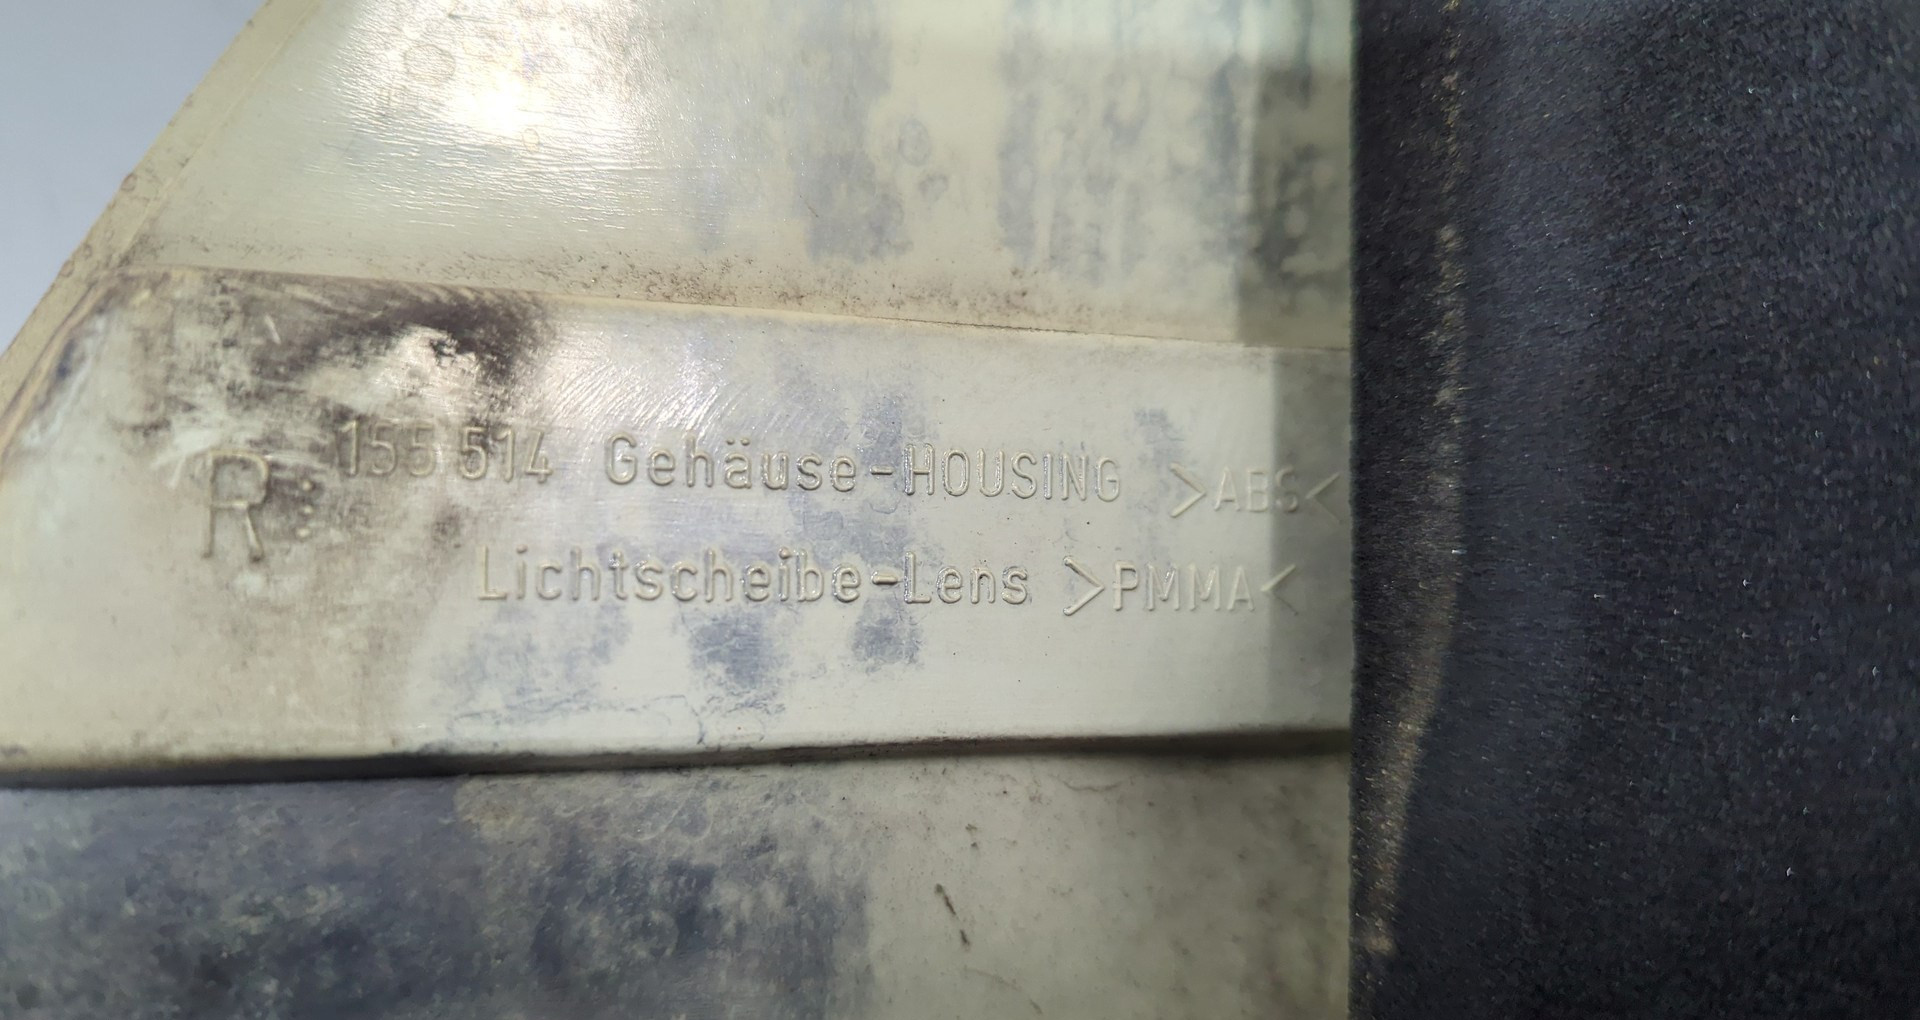 R: 155 514 Gehäuse-HOUSING >ABS<
Lichtscheibe-Lens >PMMA<